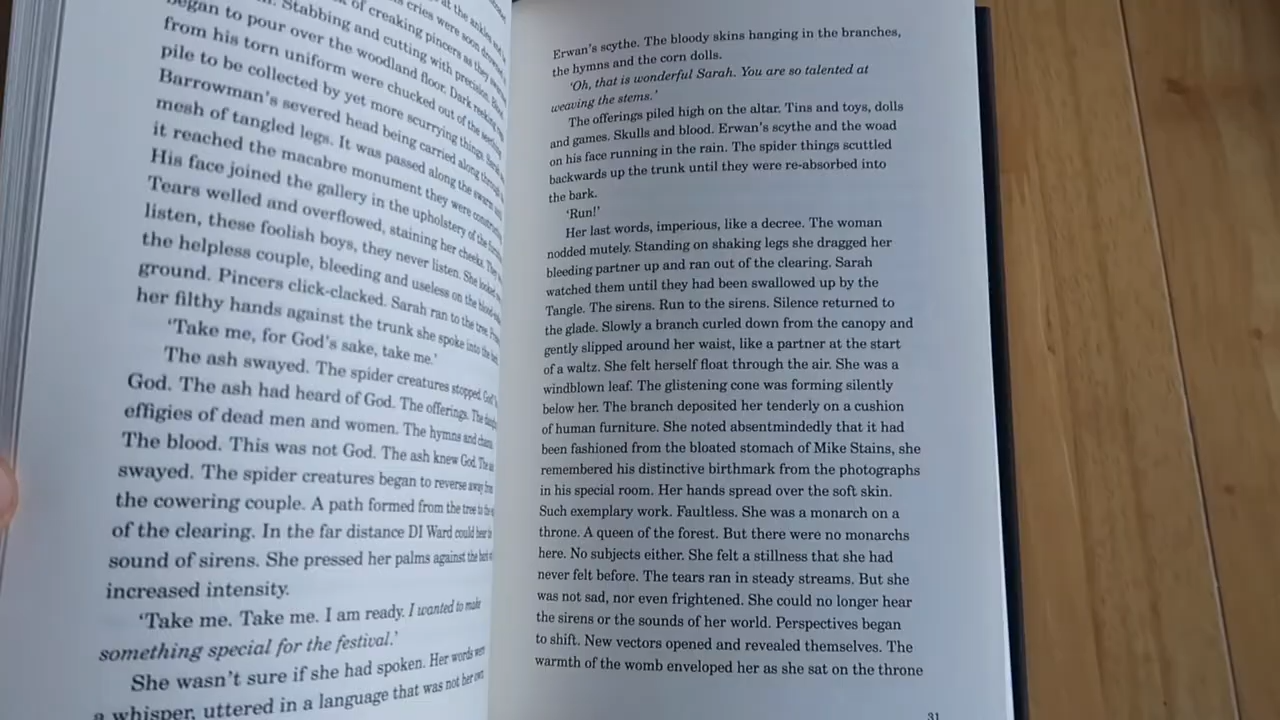 at the ankles and
cries were soon drowned
of creaking pincers as they
Stabbing and cutting with precision.
began to pour over the woodland floor. Dark reeking
from his torn uniform were chucked out of the
pile to be collected by yet more scurrying things. Sarah
Barrowman's severed head being carried along through
mesh of tangled legs. It was passed along the swarm
it reached the macabre monument they were
His face joined the gallery in the upholstery of the
Tears welled and overflowed, staining her cheeks. They
listen, these foolish boys, they never listen. She looked
the helpless couple, bleeding and useless on the
ground. Pincers click-clacked. Sarah ran to the tree.
her filthy hands against the trunk she spoke into the
'Take me, for God's sake, take me.'
The ash swayed. The spider creatures stopped. God's
God. The ash had heard of God. The offerings. The
effigies of dead men and women. The hymns and
The blood. This was not God. The ash knew God. The
swayed. The spider creatures began to reverse away from
the cowering couple. A path formed from the tree to the
of the clearing. In the far distance DI Ward could hear
sound of sirens. She pressed her palms against the bark
increased intensity.
'Take me. Take me. I am ready. I wanted to make
something special for the festival.'
She wasn't sure if she had spoken. Her words were
a whisper, uttered in a language that was not her own
Erwan's scythe. The bloody skins hanging in the branches,
the hymns and the corn dolls.
'Oh, that is wonderful Sarah. You are so talented at
weaving the stems.'
The offerings piled high on the altar. Tins and toys, dolls
and games. Skulls and blood. Erwan's scythe and the woad
on his face running in the rain. The spider things scuttled
backwards up the trunk until they were re-absorbed into
the bark.
'Run!'
Her last words, imperious, like a decree. The woman
nodded mutely. Standing on shaking legs she dragged her
bleeding partner up and ran out of the clearing. Sarah
watched them until they had been swallowed up by the
Tangle. The sirens. Run to the sirens. Silence returned to
the glade. Slowly a branch curled down from the canopy and
gently slipped around her waist, like a partner at the start
of a waltz. She felt herself float through the air. She was a
windblown leaf. The glistening cone was forming silently
below her. The branch deposited her tenderly on a cushion
of human furniture. She noted absentmindedly that it had
been fashioned from the bloated stomach of Mike Stains, she
remembered his distinctive birthmark from the photographs
in his special room. Her hands spread over the soft skin.
Such exemplary work. Faultless. She was a monarch on a
throne. A queen of the forest. But there were no monarchs
here. No subjects either. She felt a stillness that she had
never felt before. The tears ran in steady streams. But she
was not sad, nor even frightened. She could no longer hear
the sirens or the sounds of her world. Perspectives began
to shift. New vectors opened and revealed themselves. The
warmth of the womb enveloped her as she sat on the throne
31